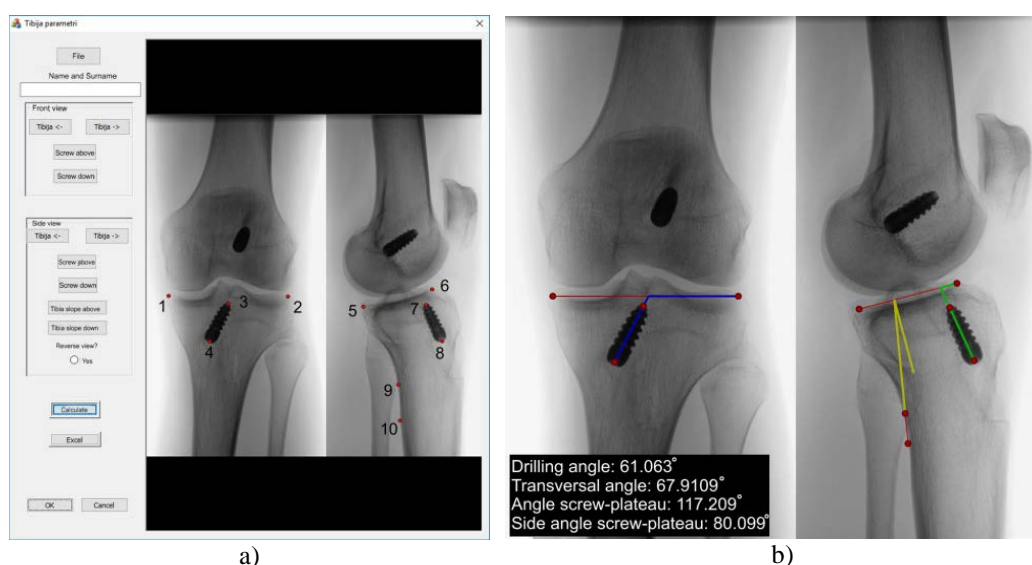 Tibija parametri
File
Name and Surname
Front view
Tibija <-
Tibija ->
Screw above
Screw down
Side view
Tibija <-
Tibija ->
Screw above
Screw down
Tibia slope above
Tibia slope down
Reverse view?
Yes
Calculate
Excel
OK
Cancel
1
2
3
4
5
6
7
8
9
10
a)
Drilling angle: 61.063°
Transversal angle: 67.9109°
Angle screw-plateau: 117.209°
Side angle screw-plateau: 80.099°
b)